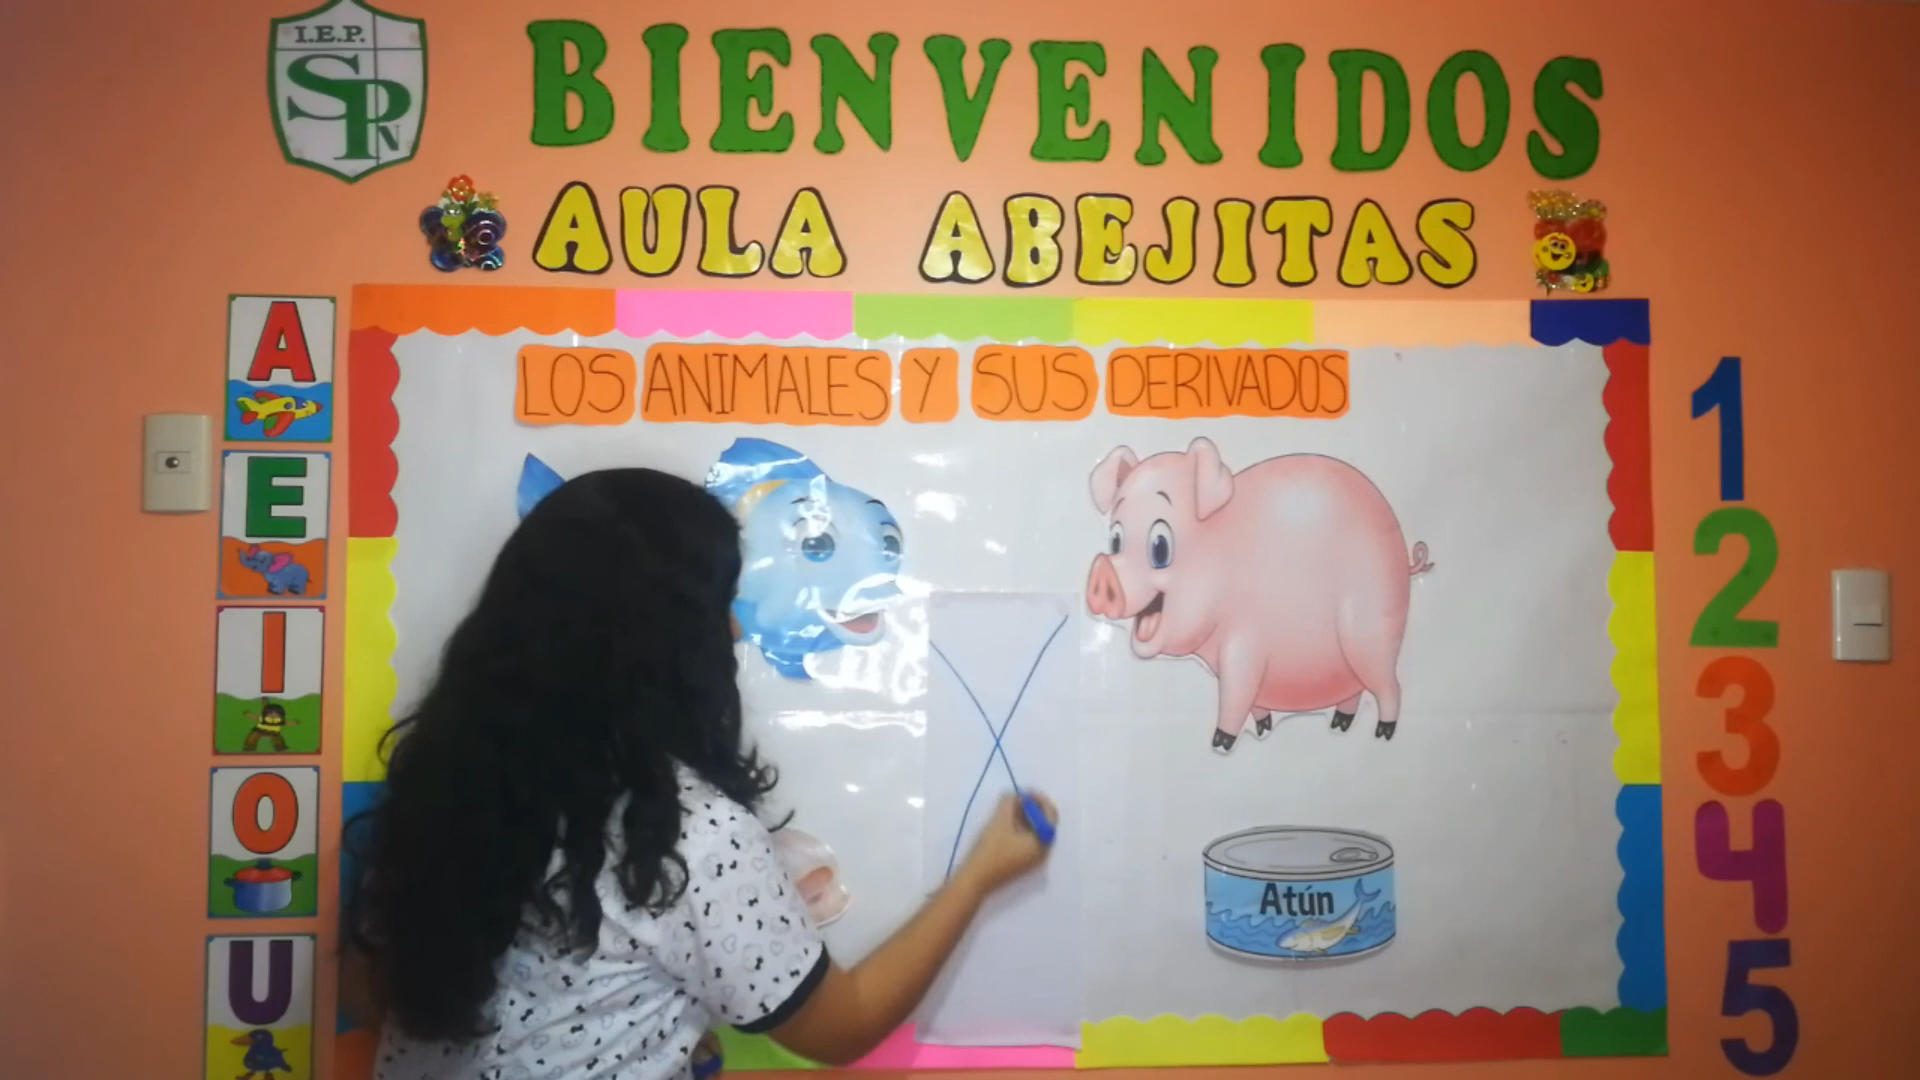 I.E.P.
SPN
BIENVENIDOS
AULA ABEJITAS
LOS ANIMALES Y SUS DERIVADOS
A
E
I
O
U
1
2
3
4
5
Atún